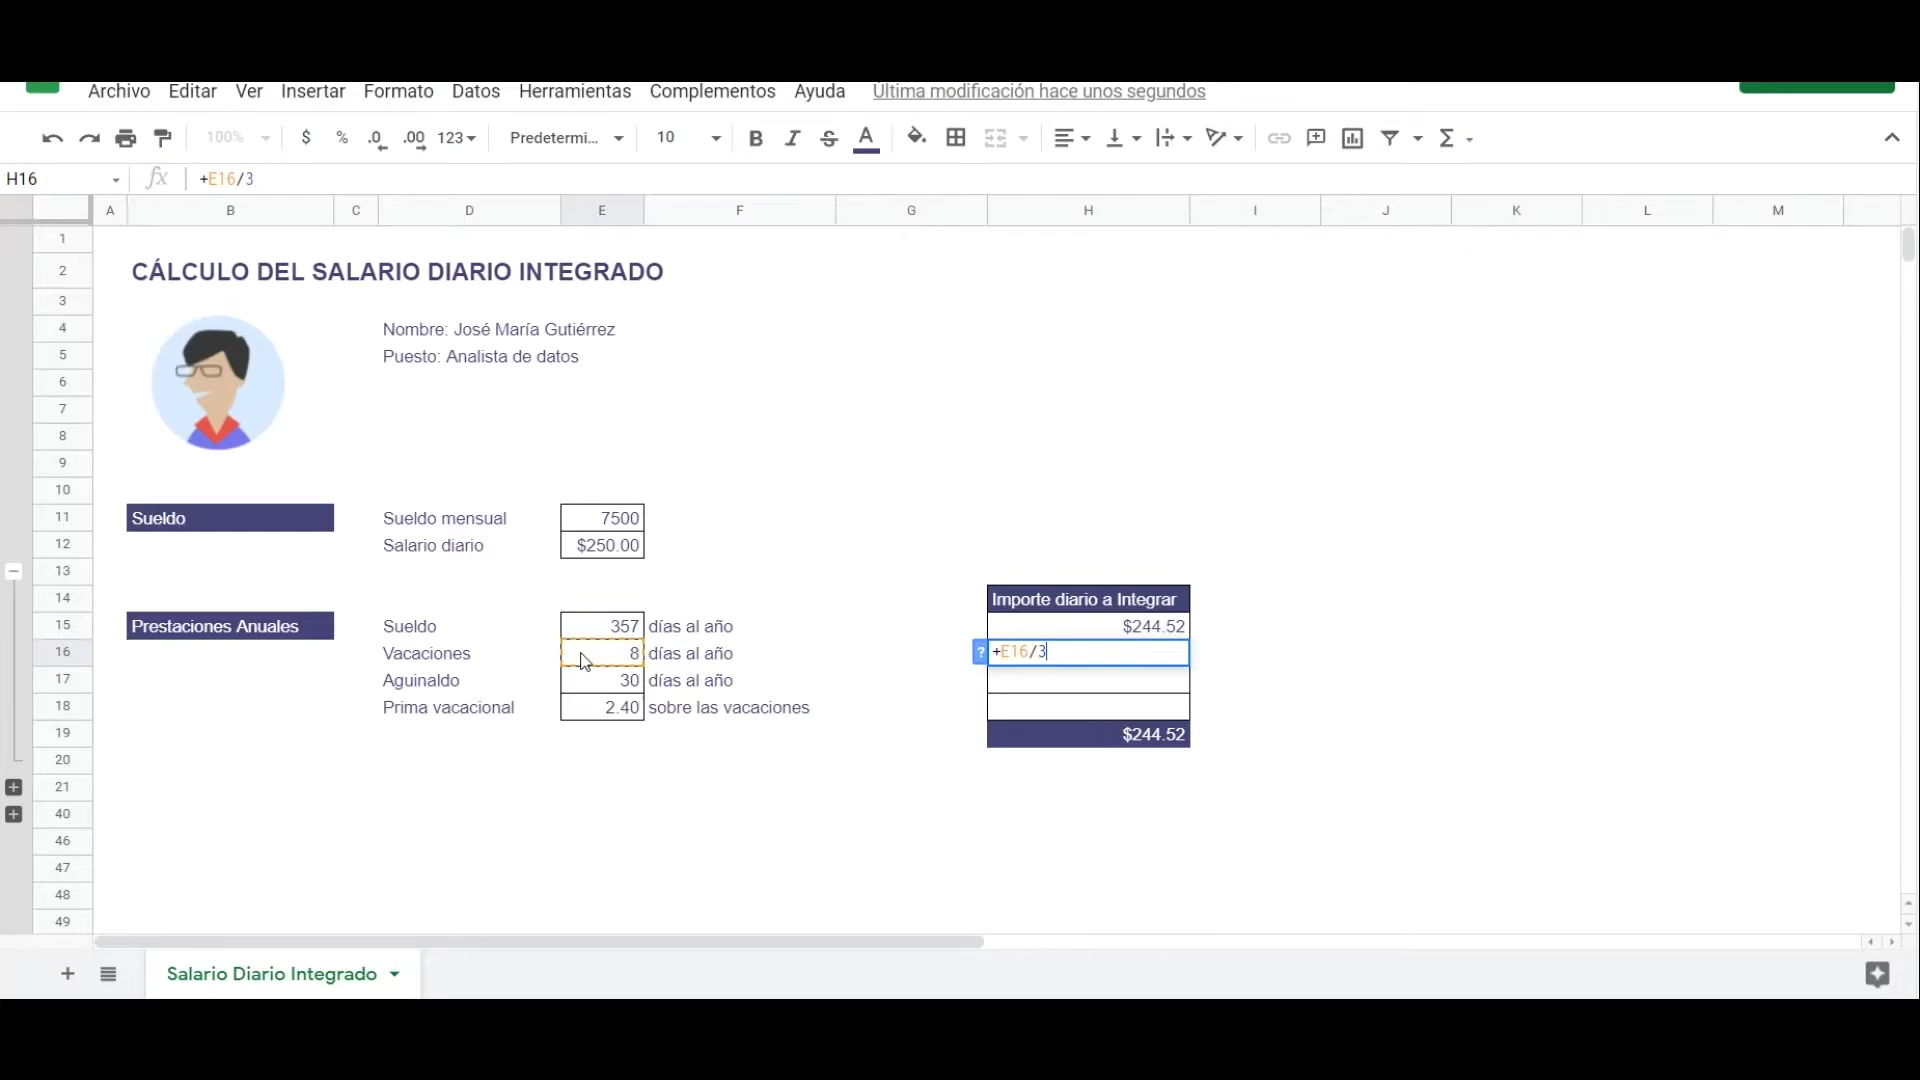 Archivo Editar Ver Insertar Formato Datos Herramientas Complementos Ayuda Última modificación hace unos segundos
100% $ % .0 .00 123 Predetermi... 10 B I S A Σ
H16 fx +E16/3
A B C D E F G H I J K L M
1
2 CÁLCULO DEL SALARIO DIARIO INTEGRADO
3
4 Nombre: José María Gutiérrez
5 Puesto: Analista de datos
6
7
8
9
10
11 Sueldo Sueldo mensual 7500
12 Salario diario $250.00
13
14 Importe diario a Integrar
15 Prestaciones Anuales Sueldo 357 días al año $244.52
16 Vacaciones 8 días al año ? +E16/3
17 Aguinaldo 30 días al año
18 Prima vacacional 2.40 sobre las vacaciones
19 $244.52
20
21
40
46
47
48
49
Salario Diario Integrado